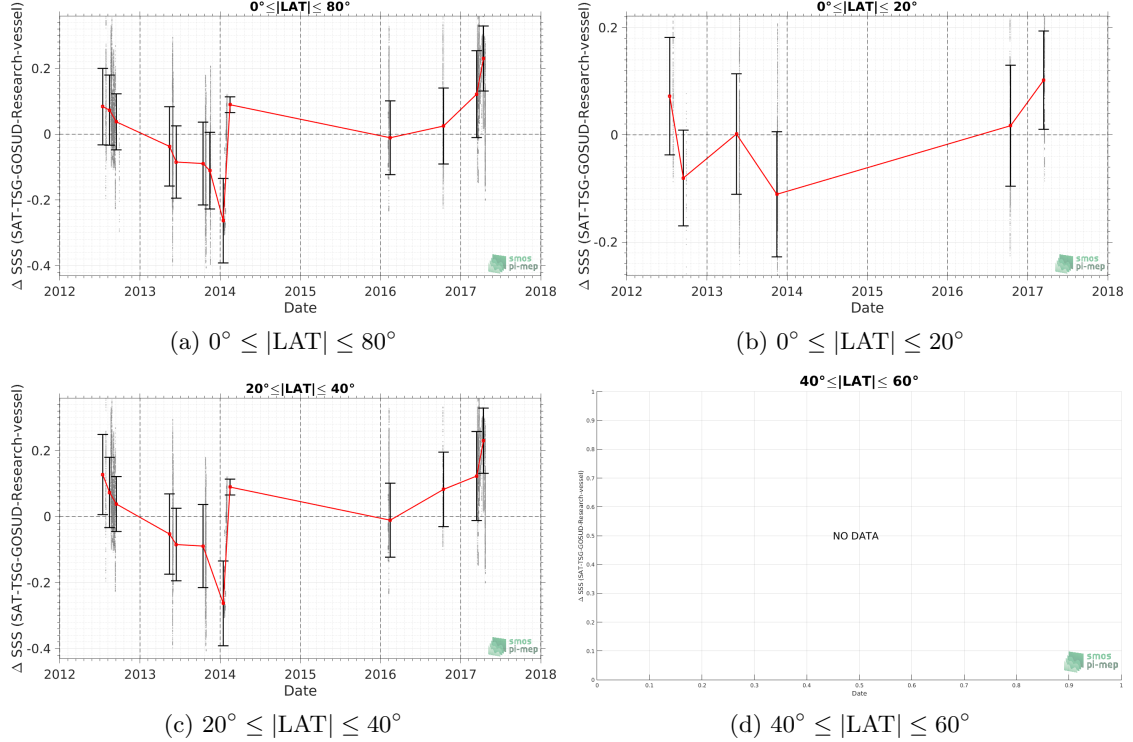 0°≤|LAT|≤ 80°
Δ SSS (SAT-TSG-GOSUD-Research-vessel)
0.2
0
-0.2
-0.4
2012 2013 2014 2015 2016 2017 2018
Date
smos
pi-mep
(a) 0° ≤ |LAT| ≤ 80°
0°≤|LAT|≤ 20°
Δ SSS (SAT-TSG-GOSUD-Research-vessel)
0.2
0
-0.2
2012 2013 2014 2015 2016 2017 2018
Date
smos
pi-mep
(b) 0° ≤ |LAT| ≤ 20°
20°≤|LAT|≤ 40°
Δ SSS (SAT-TSG-GOSUD-Research-vessel)
0.2
0
-0.2
-0.4
2012 2013 2014 2015 2016 2017 2018
Date
smos
pi-mep
(c) 20° ≤ |LAT| ≤ 40°
40°≤|LAT|≤ 60°
Δ SSS (SAT-TSG-GOSUD-Research-vessel)
1
0.9
0.8
0.7
0.6
0.5
0.4
0.3
0.2
0.1
0
NO DATA
0 0.1 0.2 0.3 0.4 0.5 0.6 0.7 0.8 0.9 1
Date
smos
pi-mep
(d) 40° ≤ |LAT| ≤ 60°